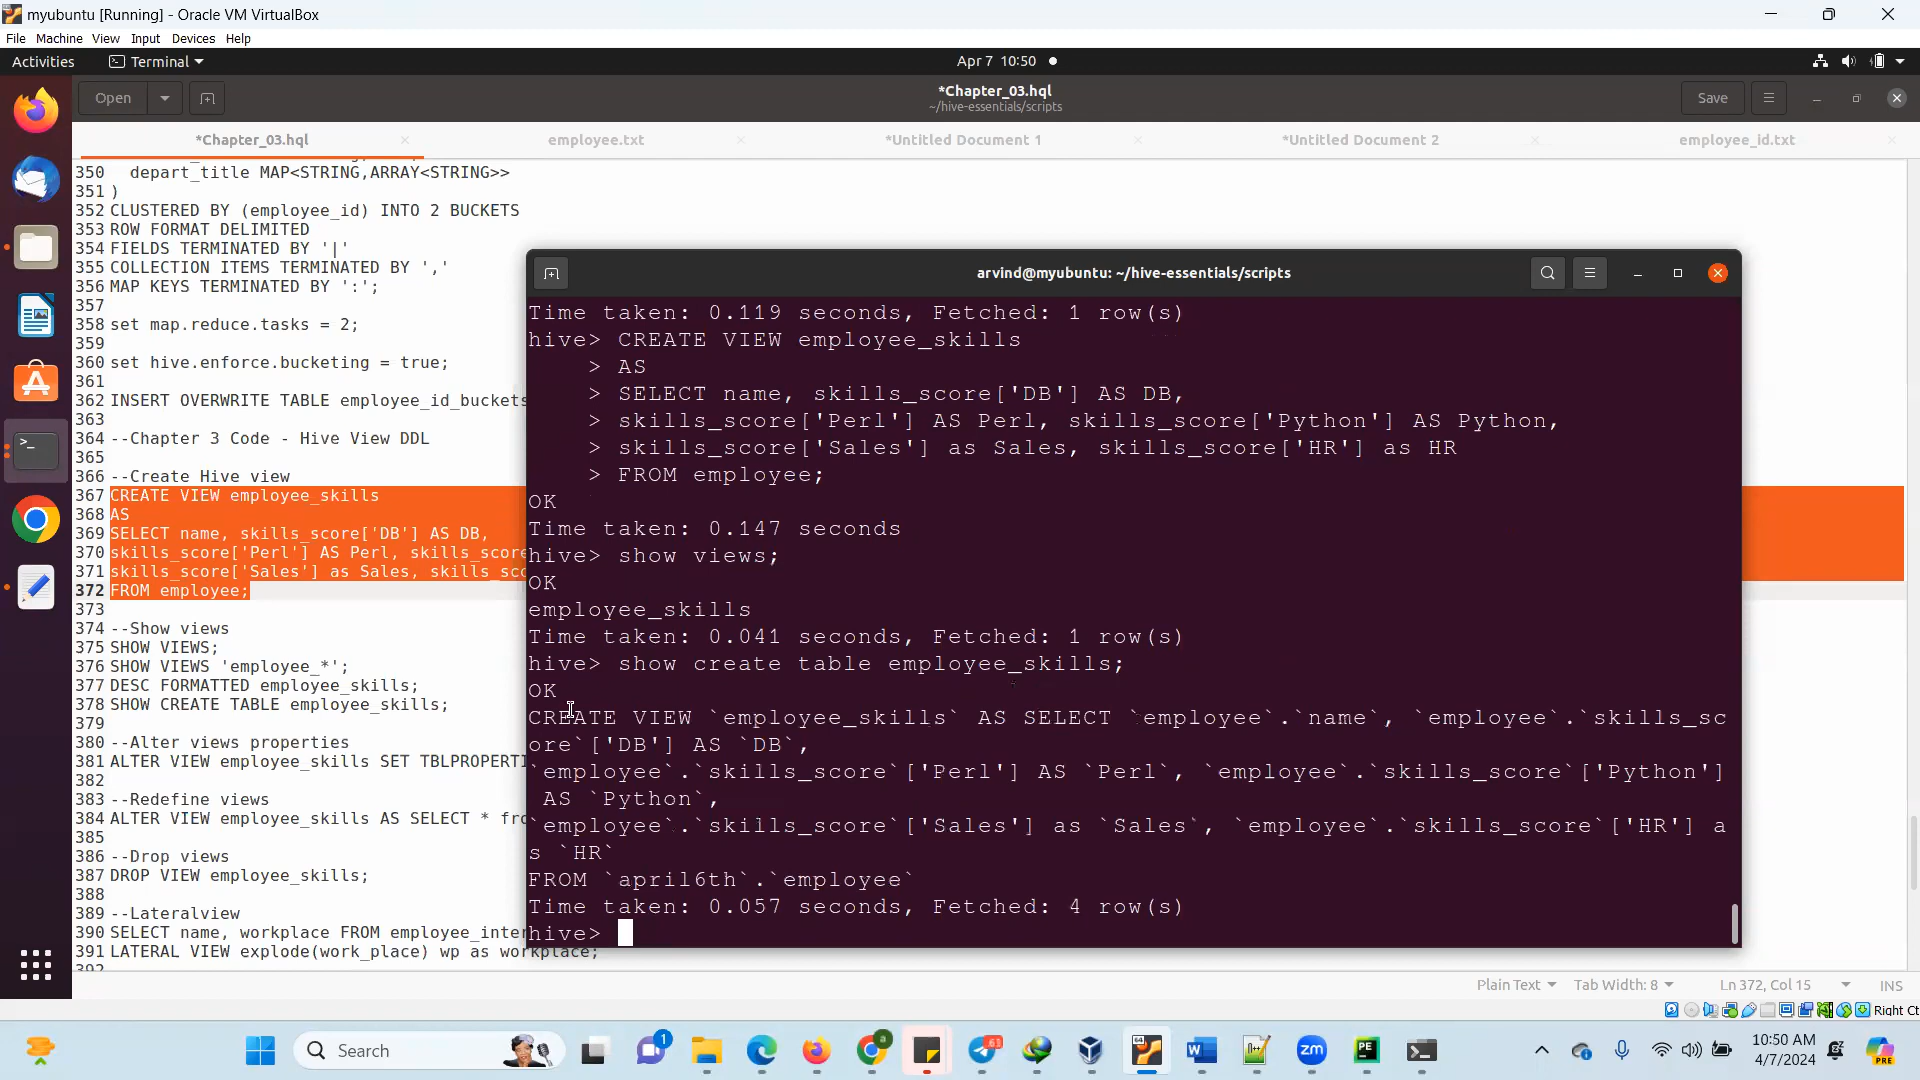 myubuntu [Running] - Oracle VM VirtualBox
File Machine View Input Devices Help
Activities Terminal Apr 7 10:50
Open *Chapter_03.hql Save
~/hive-essentials/scripts
*Chapter_03.hql employee.txt *Untitled Document 1 *Untitled Document 2 employee_id.txt
350 depart_title MAP<STRING,ARRAY<STRING>>
351 )
352 CLUSTERED BY (employee_id) INTO 2 BUCKETS
353 ROW FORMAT DELIMITED
354 FIELDS TERMINATED BY '|'
355 COLLECTION ITEMS TERMINATED BY ','
356 MAP KEYS TERMINATED BY ':';
357
358 set map.reduce.tasks = 2;
359
360 set hive.enforce.bucketing = true;
361
362 INSERT OVERWRITE TABLE employee_id_buckets
363
364 --Chapter 3 Code - Hive View DDL
365
366 --Create Hive view
367 CREATE VIEW employee_skills
368 AS
369 SELECT name, skills_score['DB'] AS DB,
370 skills_score['Perl'] AS Perl, skills_score
371 skills_score['Sales'] as Sales, skills_sco
372 FROM employee;
373
374 --Show views
375 SHOW VIEWS;
376 SHOW VIEWS 'employee_*';
377 DESC FORMATTED employee_skills;
378 SHOW CREATE TABLE employee_skills;
379
380 --Alter views properties
381 ALTER VIEW employee_skills SET TBLPROPERTI
382
383 --Redefine views
384 ALTER VIEW employee_skills AS SELECT * fro
385
386 --Drop views
387 DROP VIEW employee_skills;
388
389 --Lateralview
390 SELECT name, workplace FROM employee_inter
391 LATERAL VIEW explode(work_place) wp as workplace;
392
arvind@myubuntu: ~/hive-essentials/scripts
Time taken: 0.119 seconds, Fetched: 1 row(s)
hive> CREATE VIEW employee_skills
> AS
> SELECT name, skills_score['DB'] AS DB,
> skills_score['Perl'] AS Perl, skills_score['Python'] AS Python,
> skills_score['Sales'] as Sales, skills_score['HR'] as HR
> FROM employee;
OK
Time taken: 0.147 seconds
hive> show views;
OK
employee_skills
Time taken: 0.041 seconds, Fetched: 1 row(s)
hive> show create table employee_skills;
OK
CREATE VIEW `employee_skills` AS SELECT `employee`.`name`, `employee`.`skills_sc
ore`['DB'] AS `DB`,
`employee`.`skills_score`['Perl'] AS `Perl`, `employee`.`skills_score`['Python']
AS `Python`,
`employee`.`skills_score`['Sales'] as `Sales`, `employee`.`skills_score`['HR'] a
s `HR`
FROM `april6th`.`employee`
Time taken: 0.057 seconds, Fetched: 4 row(s)
hive>
Plain Text Tab Width: 8 Ln 372, Col 15 INS
Right Ct
Search 10:50 AM
4/7/2024